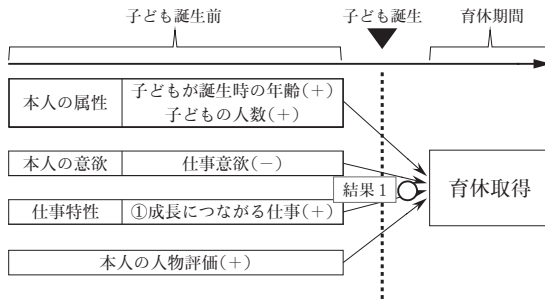 子ども誕生前
子ども誕生
育休期間
本人の属性
子どもが誕生時の年齢(+)
子どもの人数(+)
本人の意欲
仕事意欲(-)
結果1
仕事特性
①成長につながる仕事(+)
育休取得
本人の人物評価(+)